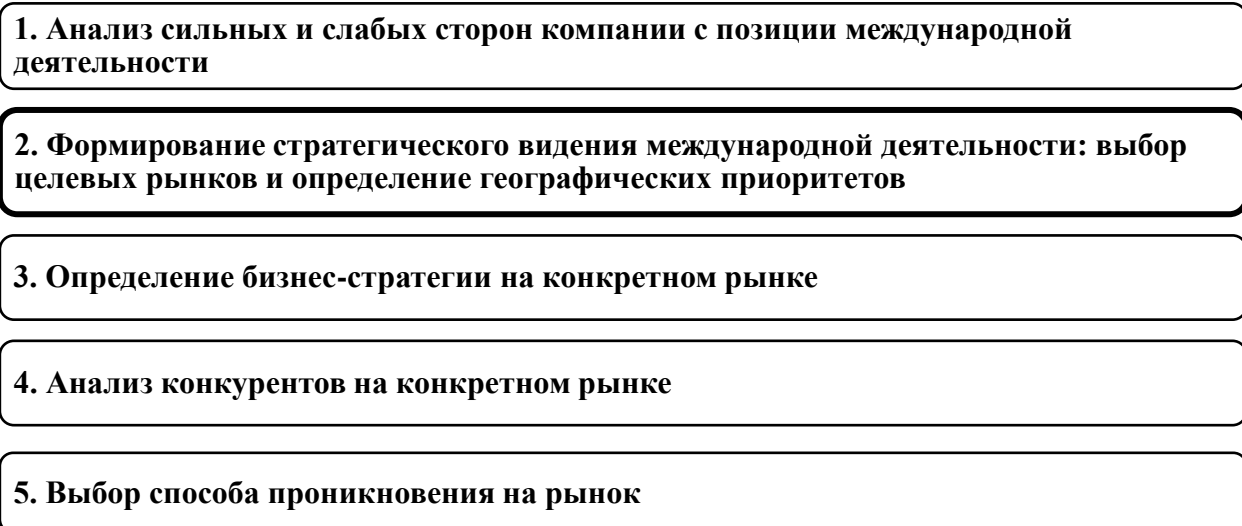 1. Анализ сильных и слабых сторон компании с позиции международной
деятельности
2. Формирование стратегического видения международной деятельности: выбор
целевых рынков и определение географических приоритетов
3. Определение бизнес-стратегии на конкретном рынке
4. Анализ конкурентов на конкретном рынке
5. Выбор способа проникновения на рынок